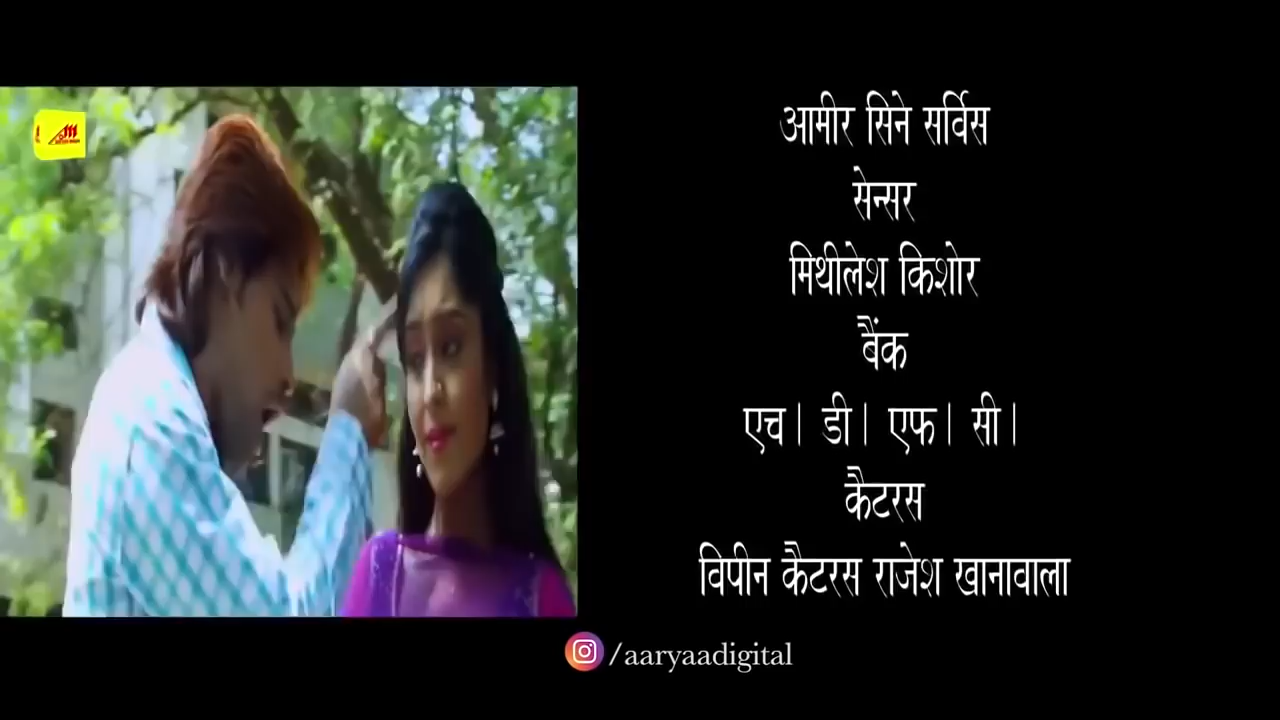 आमीर सिने सर्विस
सेन्सर
मिथीलेश किशोर
बैंक
एच। डी। एफ। सी।
कैटरस
विपीन कैटरस राजेश खानावाला
/aaryaadigital